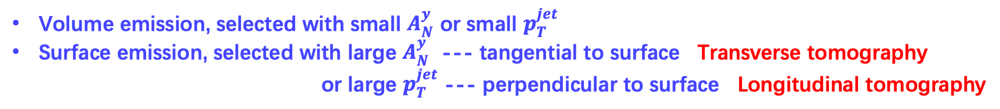 • Volume emission, selected with small $A_N^y$ or small $p_T^{jet}$
• Surface emission, selected with large $A_N^y$ --- tangential to surface Transverse tomography
or large $p_T^{jet}$ --- perpendicular to surface Longitudinal tomography